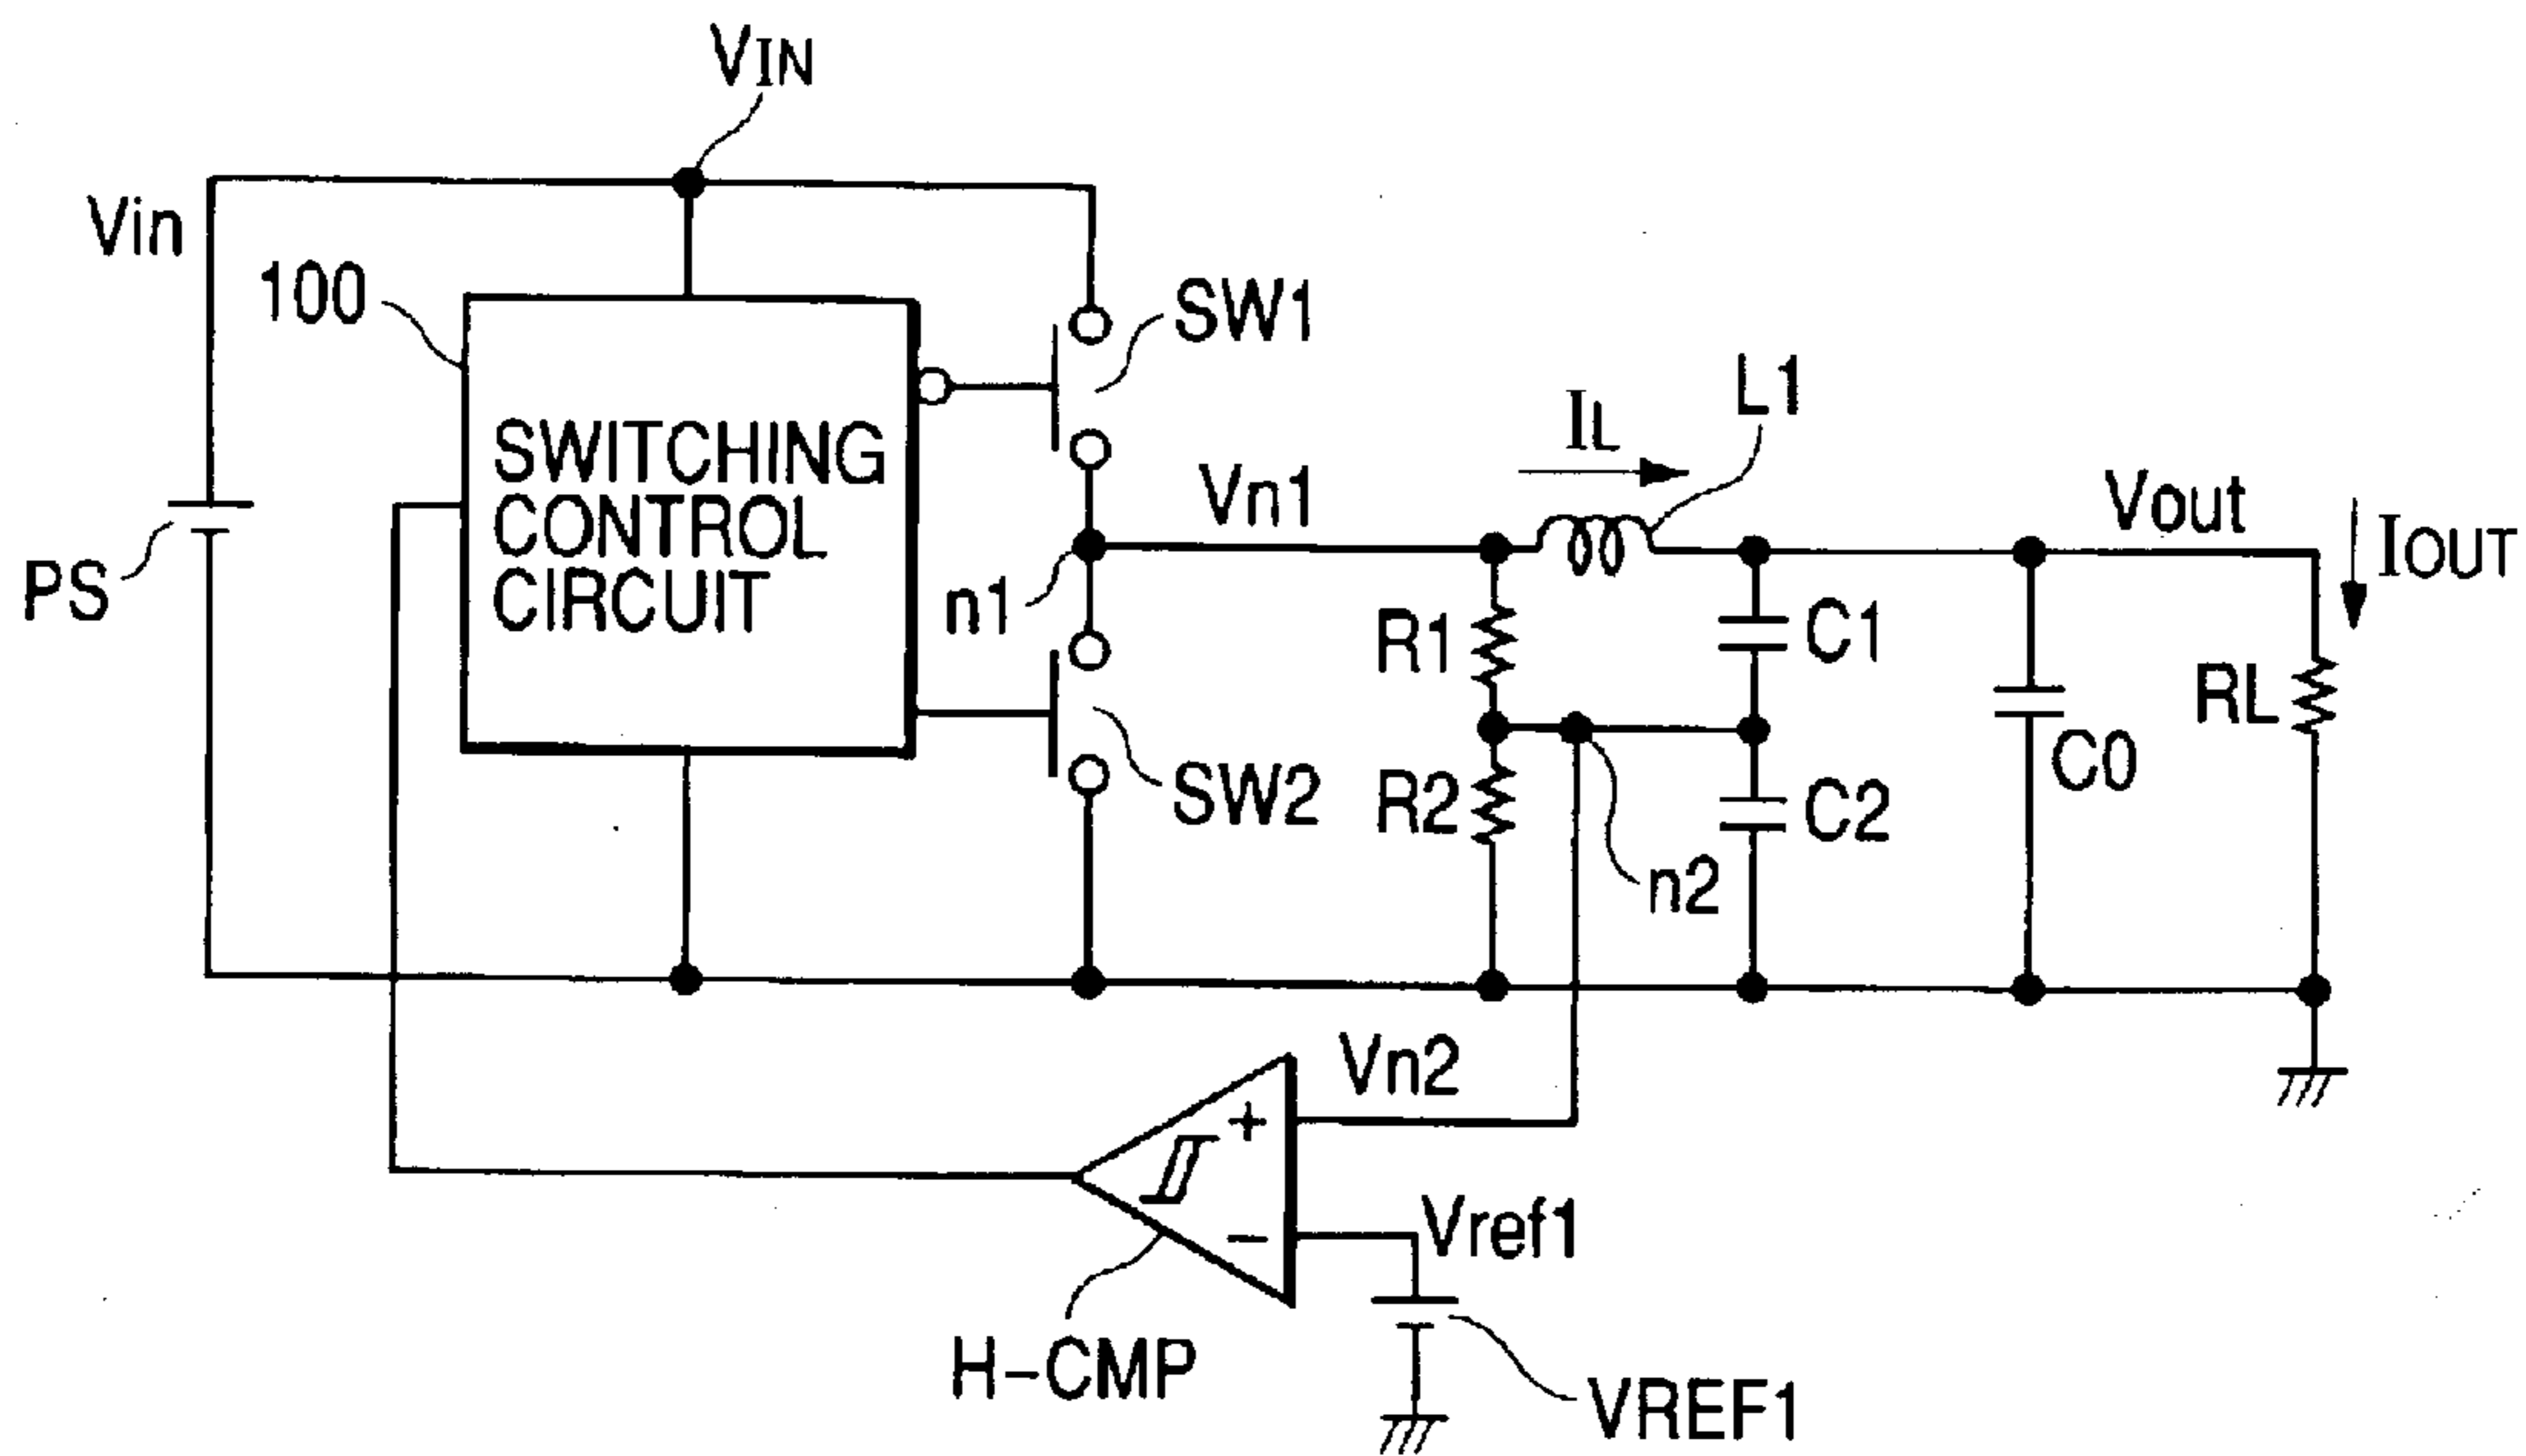 VIN
Vin
100
SW1
SWITCHING
CONTROL
CIRCUIT
PS
Vn1
n1
IL
L1
Vout
IOUT
R1
C1
RL
C0
SW2
R2
C2
n2
Vn2
+
−
Vref1
H-CMP
VREF1